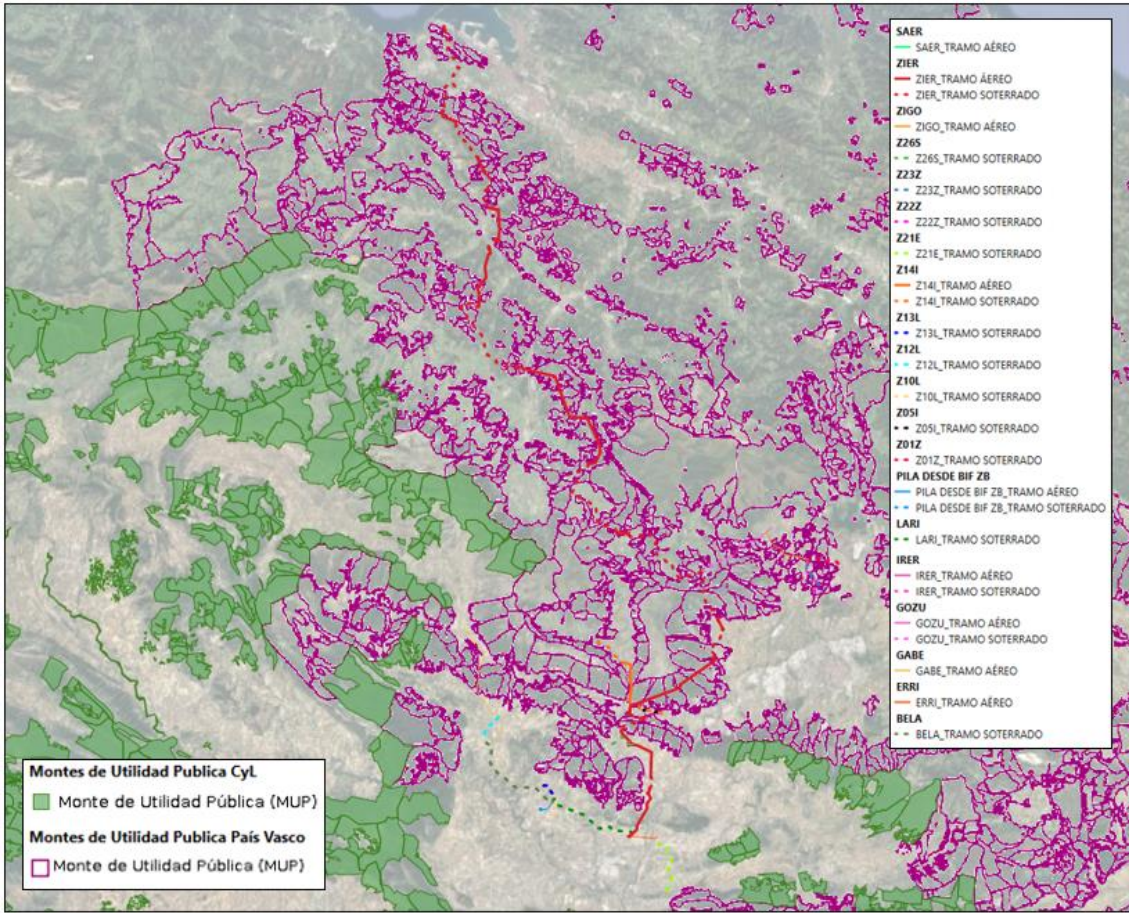 SAER
SAER_TRAMO AÉREO
ZIER
ZIER_TRAMO ÁEREO
ZIER_TRAMO SOTERRADO
ZIGO
ZIGO_TRAMO AÉREO
Z26S
Z26S_TRAMO SOTERRADO
Z23Z
Z23Z_TRAMO SOTERRADO
Z22Z
Z22Z_TRAMO SOTERRADO
Z21E
Z21E_TRAMO SOTERRADO
Z14I
Z14I_TRAMO AÉREO
Z14I_TRAMO SOTERRADO
Z13L
Z13L_TRAMO SOTERRADO
Z12L
Z12L_TRAMO SOTERRADO
Z10L
Z10L_TRAMO SOTERRADO
Z05I
Z05I_TRAMO SOTERRADO
Z01Z
Z01Z_TRAMO SOTERRADO
PILA DESDE BIF ZB
PILA DESDE BIF ZB_TRAMO AÉREO
PILA DESDE BIF ZB_TRAMO SOTERRADO
LARI
LARI_TRAMO SOTERRADO
IRER
IRER_TRAMO AÉREO
IRER_TRAMO SOTERRADO
GOZU
GOZU_TRAMO AÉREO
GOZU_TRAMO SOTERRADO
GABE
GABE_TRAMO AÉREO
ERRI
ERRI_TRAMO AÉREO
BELA
BELA_TRAMO SOTERRADO
Montes de Utilidad Publica CyL
Monte de Utilidad Pública (MUP)
Montes de Utilidad Publica País Vasco
Monte de Utilidad Pública (MUP)